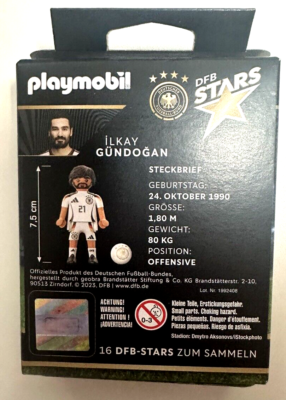 playmobil
DFB
STARS
İLKAY
GÜNDOĞAN
STECKBRIEF
GEBURTSTAG:
24. OKTOBER 1990
GRÖSSE:
1,80 M
GEWICHT:
80 KG
POSITION:
OFFENSIVE
7,5 cm
21
Offizielles Produkt des Deutschen Fußball-Bundes,
hergestellt durch geobra Brandstätter Stiftung & Co. KG Brandstätterstr. 2-10,
90513 Zirndorf. © 2023, DFB | www.dfb.de
ACHTUNG!
WARNING!
ATTENTION!
¡ADVERTENCIA!
0-3
Kleine Teile, Erstickungsgefahr.
Small parts. Choking hazard.
Petits éléments. Danger d'étouffement.
Piezas pequeñas. Riesgo de asfixia.
Stadion: Dmytro Aksonov/iStockphoto
16 DFB-STARS ZUM SAMMELN